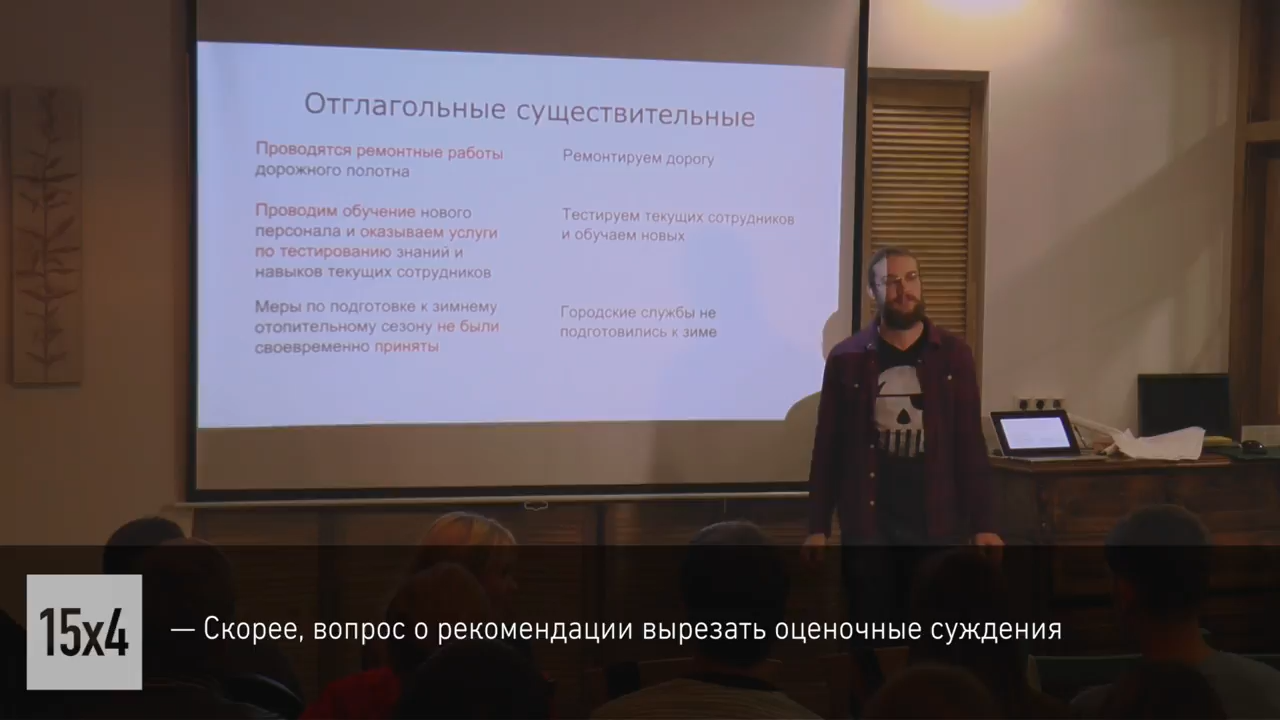 Отглагольные существительные
Проводятся ремонтные работы
дорожного полотна
Ремонтируем дорогу
Проводим обучение нового
персонала и оказываем услуги
по тестированию знаний и
навыков текущих сотрудников
Тестируем текущих сотрудников
и обучаем новых
Меры по подготовке к зимнему
отопительному сезону не были
своевременно приняты
Городские службы не
подготовились к зиме
15x4
— Скорее, вопрос о рекомендации вырезать оценочные суждения